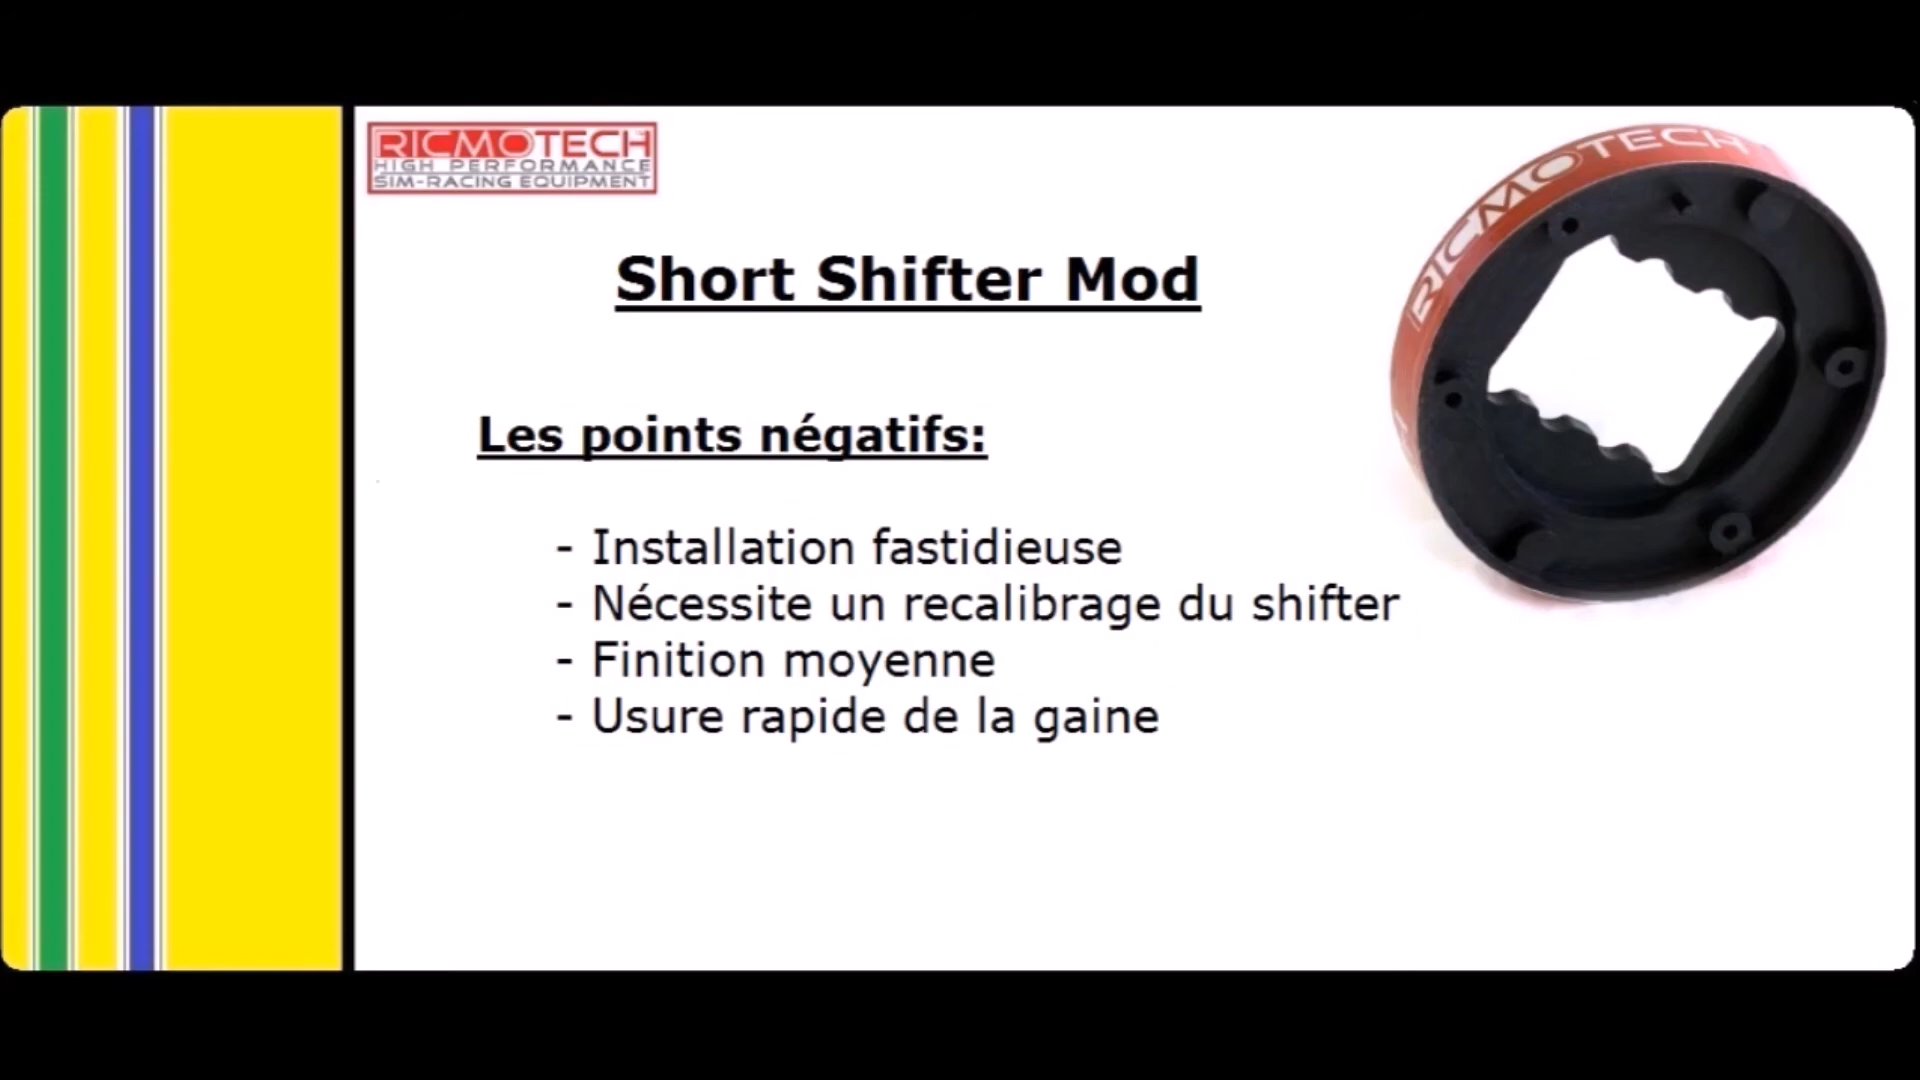 RICMOTECH
HIGH PERFORMANCE
SIM-RACING EQUIPMENT
RICMOTECH
Short Shifter Mod
Les points négatifs:
- Installation fastidieuse
- Nécessite un recalibrage du shifter
- Finition moyenne
- Usure rapide de la gaine